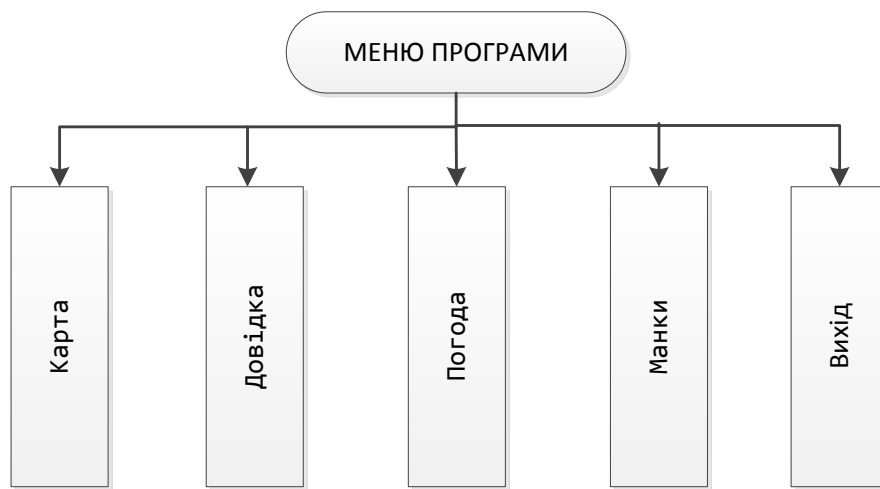 МЕНЮ ПРОГРАМИ
Карта
Довідка
Погода
Манки
Вихід